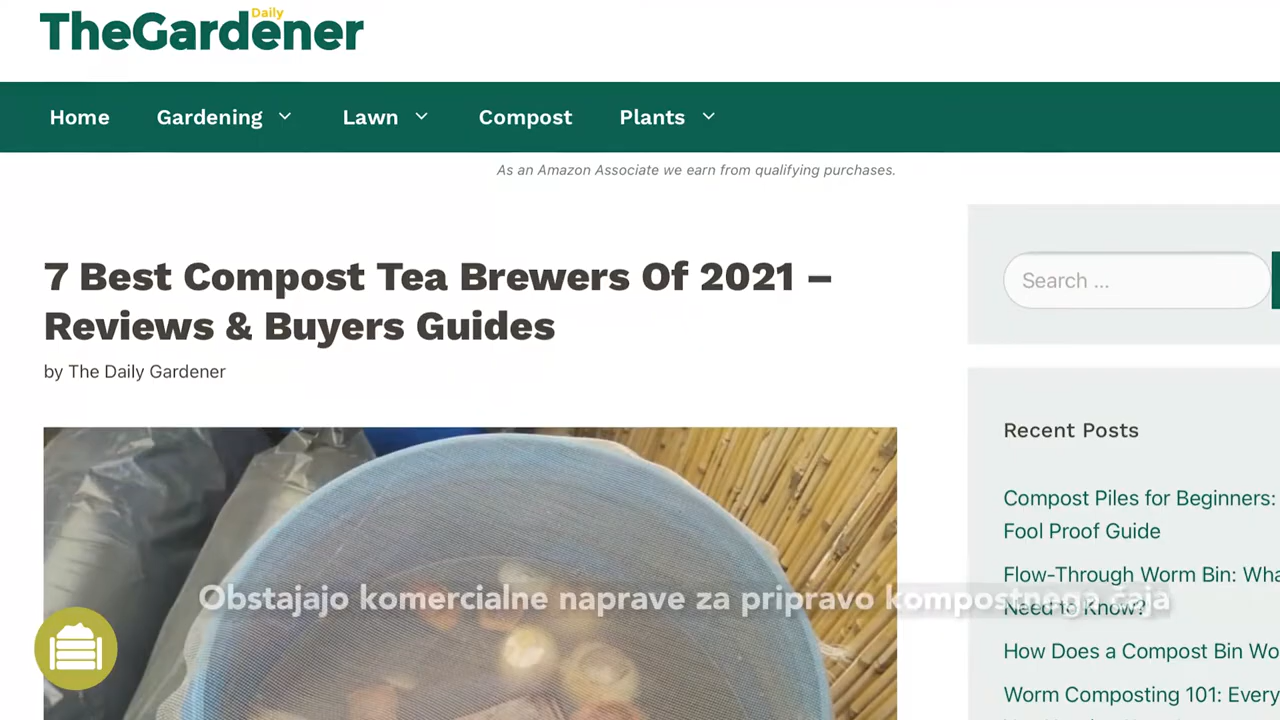 Daily
TheGardener
Home
Gardening
Lawn
Compost
Plants
As an Amazon Associate we earn from qualifying purchases.
7 Best Compost Tea Brewers Of 2021 –
Reviews & Buyers Guides
by The Daily Gardener
Search ...
Recent Posts
Compost Piles for Beginners:
Fool Proof Guide
Flow-Through Worm Bin:
Need to Know?
How Does a Compost Bin
Worm Composting 101:
Obstajajo komercialne naprave za pripravo kompostnega čaja